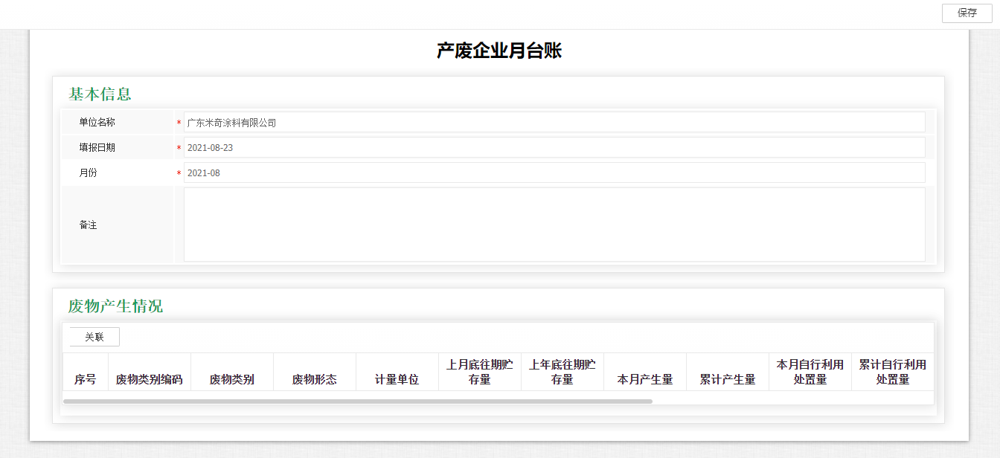 保存
产废企业月台账
基本信息
单位名称 * 广东米奇涂料有限公司
填报日期 * 2021-08-23
月份 * 2021-08
备注
废物产生情况
关联
序号 废物类别编码 废物类别 废物形态 计量单位 上月底往期贮存量 上年底往期贮存量 本月产生量 累计产生量 本月自行利用处置量 累计自行利用处置量